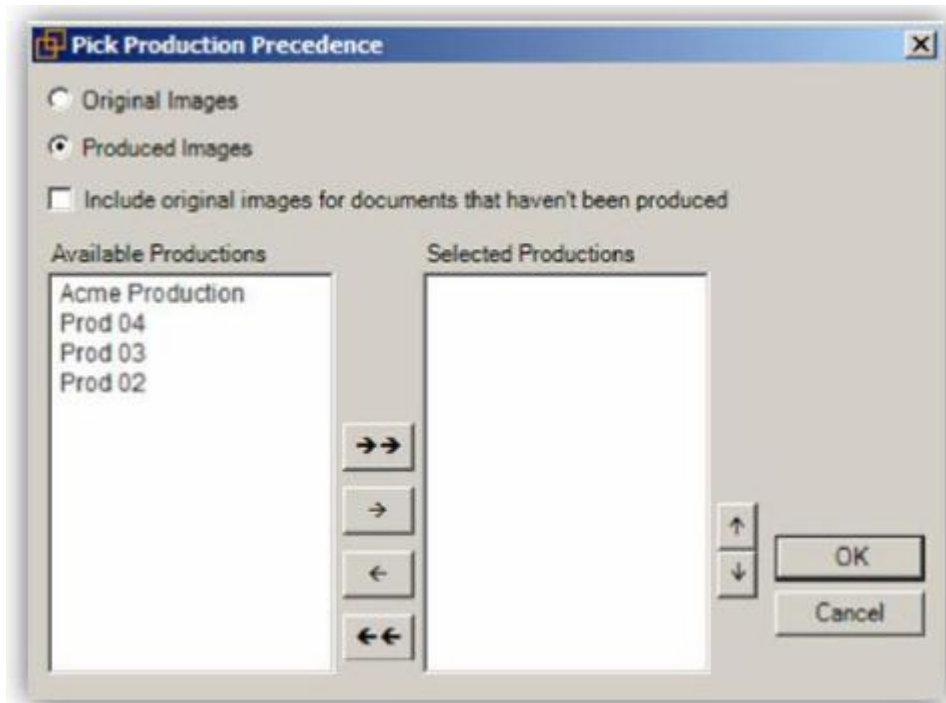 Pick Production Precedence
Original Images
Produced Images
Include original images for documents that haven't been produced
Available Productions
Selected Productions
Acme Production
Prod 04
Prod 03
Prod 02
→→
→
←
←←
↑
↓
OK
Cancel